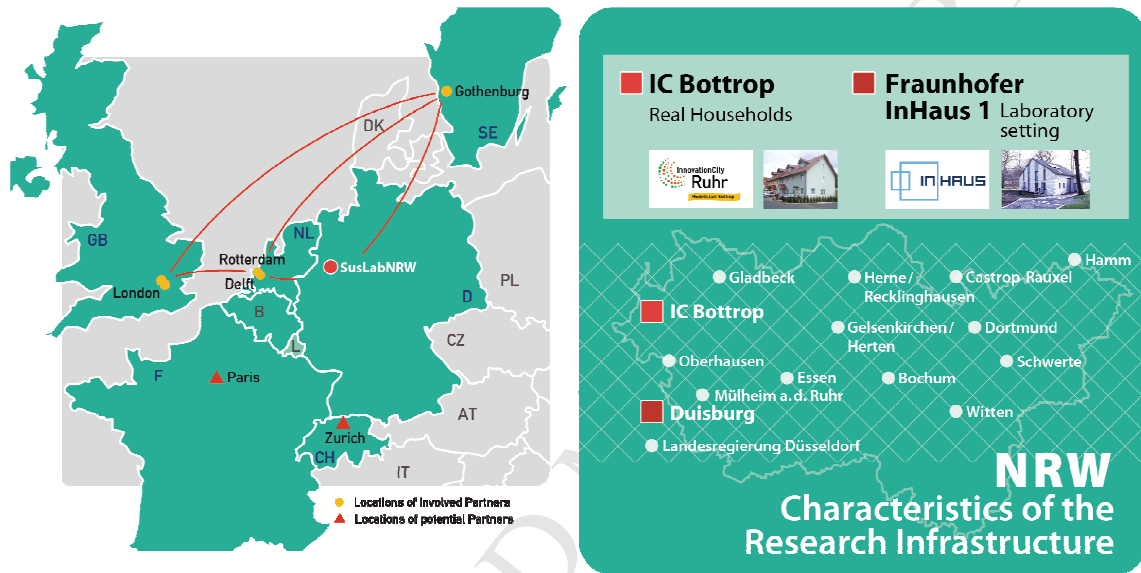 Gothenburg
DK
SE
GB
NL
Rotterdam
SusLabNRW
Delft
London
PL
D
B
CZ
L
F
Paris
AT
Zurich
CH
IT
Locations of Involved Partners
Locations of potential Partners
IC Bottrop
Real Households
Fraunhofer
InHaus 1 Laboratory
setting
InnovationCity
Ruhr
Modellstadt Bottrop
INHAUS
Hamm
Gladbeck
Herne/
Recklinghausen
Castrop-Rauxel
IC Bottrop
Gelsenkirchen/
Herten
Dortmund
Oberhausen
Schwerte
Essen
Bochum
Mülheim a.d. Ruhr
Duisburg
Witten
Landesregierung Düsseldorf
NRW
Characteristics of the
Research Infrastructure